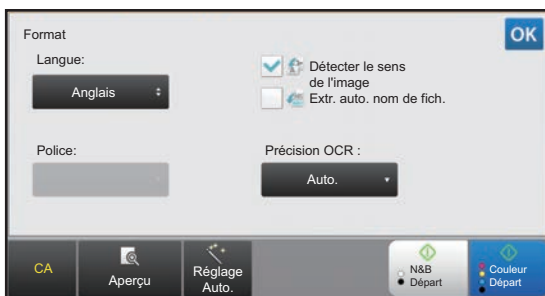 Format
OK
Langue:
Anglais
Détecter le sens
de l'image
Extr. auto. nom de fich.
Police:
Précision OCR :
Auto.
CA
Aperçu
Réglage
Auto.
N&B
Départ
Couleur
Départ